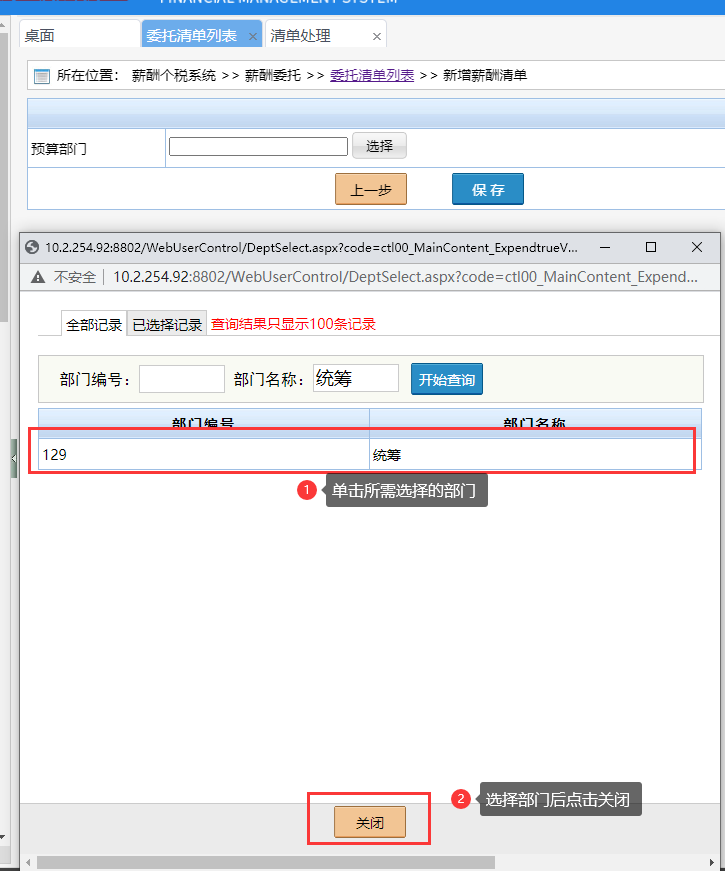 FINANCIAL MANAGEMENT SYSTEM
桌面
委托清单列表 ×
清单处理 ×
所在位置： 薪酬个税系统 >> 薪酬委托 >> 委托清单列表 >> 新增薪酬清单
预算部门
选择
上一步
保 存
10.2.254.92:8802/WebUserControl/DeptSelect.aspx?code=ctl00_MainContent_ExpendtrueV...
不安全 | 10.2.254.92:8802/WebUserControl/DeptSelect.aspx?code=ctl00_MainContent_Expend...
全部记录 已选择记录 查询结果只显示100条记录
部门编号： 部门名称： 统筹 开始查询
部门编号 部门名称
129 统筹
1 单击所需选择的部门
2 选择部门后点击关闭
关闭